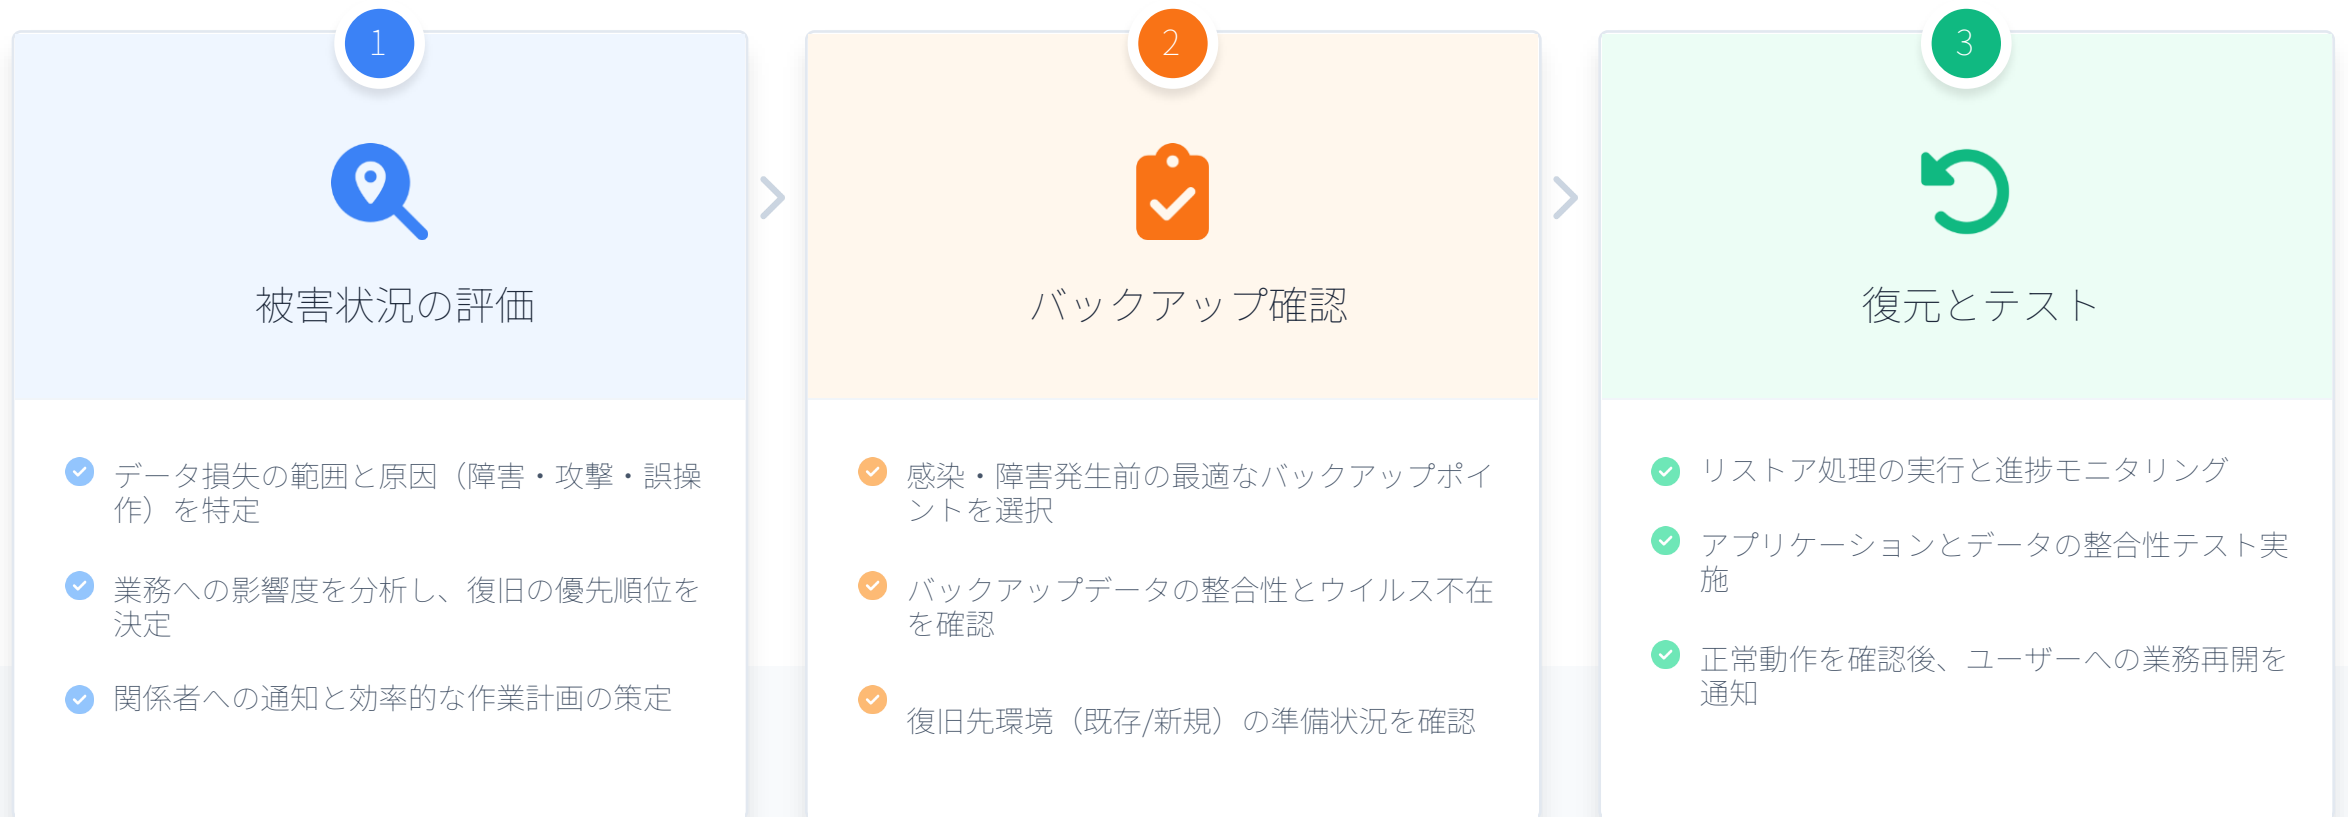 1
被害状況の評価
データ損失の範囲と原因（障害・攻撃・誤操
作）を特定
業務への影響度を分析し、復旧の優先順位を
決定
関係者への通知と効率的な作業計画の策定
2
バックアップ確認
感染・障害発生前の最適なバックアップポイ
ントを選択
バックアップデータの整合性とウイルス不在
を確認
復旧先環境（既存/新規）の準備状況を確認
3
復元とテスト
リストア処理の実行と進捗モニタリング
アプリケーションとデータの整合性テスト実
施
正常動作を確認後、ユーザーへの業務再開を
通知